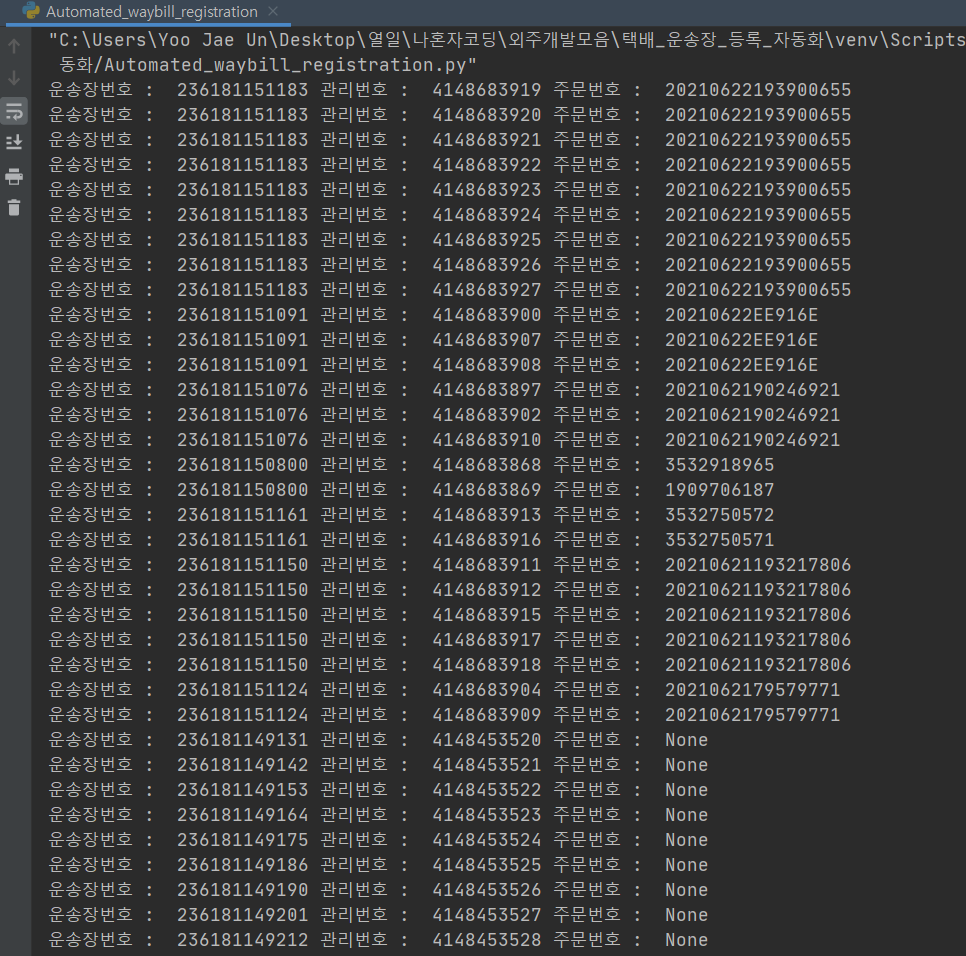 Automated_waybill_registration
"C:\Users\Yoo Jae Un\Desktop\열일\나혼자코딩\외주개발모음\택배_운송장_등록_자동화\venv\Scripts
동화/Automated_waybill_registration.py"
운송장번호 : 236181151183 관리번호 : 4148683919 주문번호 : 20210622193900655
운송장번호 : 236181151183 관리번호 : 4148683920 주문번호 : 20210622193900655
운송장번호 : 236181151183 관리번호 : 4148683921 주문번호 : 20210622193900655
운송장번호 : 236181151183 관리번호 : 4148683922 주문번호 : 20210622193900655
운송장번호 : 236181151183 관리번호 : 4148683923 주문번호 : 20210622193900655
운송장번호 : 236181151183 관리번호 : 4148683924 주문번호 : 20210622193900655
운송장번호 : 236181151183 관리번호 : 4148683925 주문번호 : 20210622193900655
운송장번호 : 236181151183 관리번호 : 4148683926 주문번호 : 20210622193900655
운송장번호 : 236181151183 관리번호 : 4148683927 주문번호 : 20210622193900655
운송장번호 : 236181151091 관리번호 : 4148683900 주문번호 : 20210622EE916E
운송장번호 : 236181151091 관리번호 : 4148683907 주문번호 : 20210622EE916E
운송장번호 : 236181151091 관리번호 : 4148683908 주문번호 : 20210622EE916E
운송장번호 : 236181151076 관리번호 : 4148683897 주문번호 : 2021062190246921
운송장번호 : 236181151076 관리번호 : 4148683902 주문번호 : 2021062190246921
운송장번호 : 236181151076 관리번호 : 4148683910 주문번호 : 2021062190246921
운송장번호 : 236181150800 관리번호 : 4148683868 주문번호 : 3532918965
운송장번호 : 236181150800 관리번호 : 4148683869 주문번호 : 1909706187
운송장번호 : 236181151161 관리번호 : 4148683913 주문번호 : 3532750572
운송장번호 : 236181151161 관리번호 : 4148683916 주문번호 : 3532750571
운송장번호 : 236181151150 관리번호 : 4148683911 주문번호 : 20210621193217806
운송장번호 : 236181151150 관리번호 : 4148683912 주문번호 : 20210621193217806
운송장번호 : 236181151150 관리번호 : 4148683915 주문번호 : 20210621193217806
운송장번호 : 236181151150 관리번호 : 4148683917 주문번호 : 20210621193217806
운송장번호 : 236181151150 관리번호 : 4148683918 주문번호 : 20210621193217806
운송장번호 : 236181151124 관리번호 : 4148683904 주문번호 : 2021062179579771
운송장번호 : 236181151124 관리번호 : 4148683909 주문번호 : 2021062179579771
운송장번호 : 236181149131 관리번호 : 4148453520 주문번호 : None
운송장번호 : 236181149142 관리번호 : 4148453521 주문번호 : None
운송장번호 : 236181149153 관리번호 : 4148453522 주문번호 : None
운송장번호 : 236181149164 관리번호 : 4148453523 주문번호 : None
운송장번호 : 236181149175 관리번호 : 4148453524 주문번호 : None
운송장번호 : 236181149186 관리번호 : 4148453525 주문번호 : None
운송장번호 : 236181149190 관리번호 : 4148453526 주문번호 : None
운송장번호 : 236181149201 관리번호 : 4148453527 주문번호 : None
운송장번호 : 236181149212 관리번호 : 4148453528 주문번호 : None